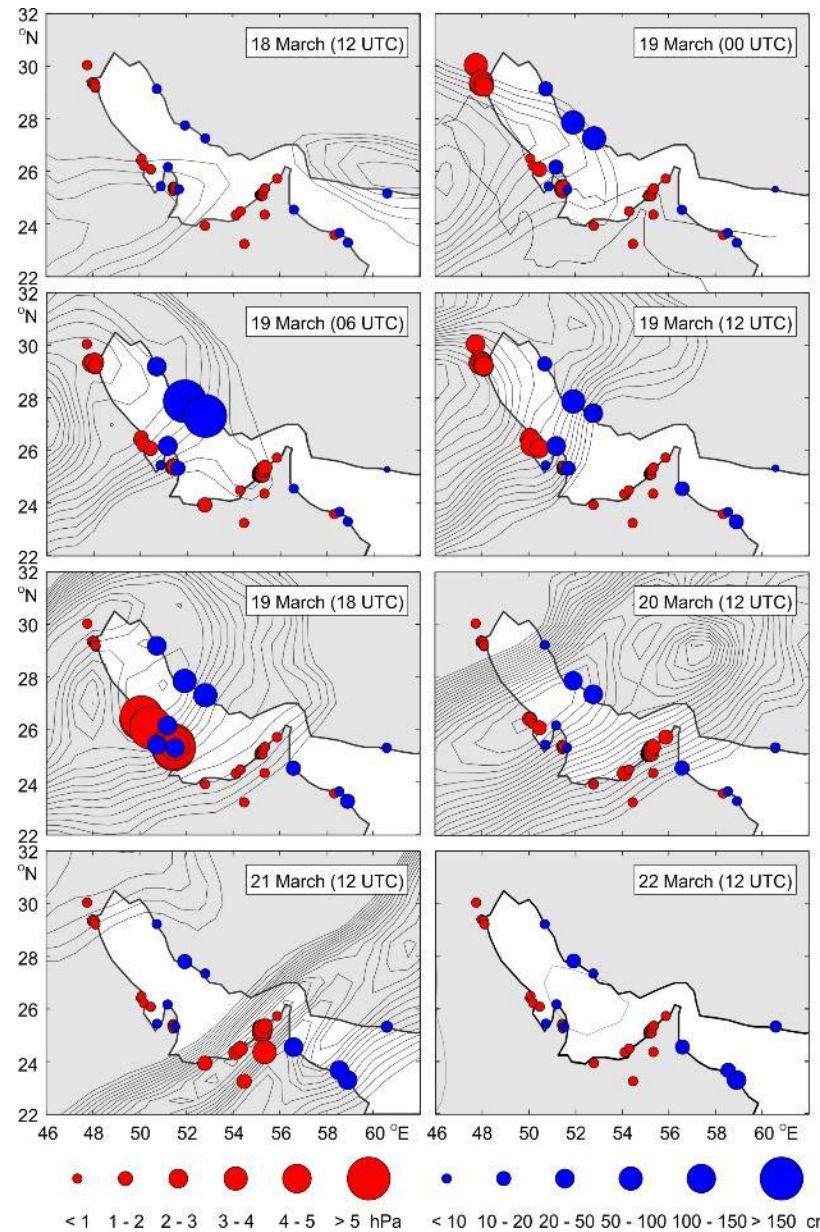 32
°N
30
28
26
24
22
18 March (12 UTC)
19 March (00 UTC)
32
°N
30
28
26
24
22
19 March (06 UTC)
19 March (12 UTC)
32
°N
30
28
26
24
22
19 March (18 UTC)
20 March (12 UTC)
32
°N
30
28
26
24
22
21 March (12 UTC)
22 March (12 UTC)
46 48 50 52 54 56 58 60 °E
46 48 50 52 54 56 58 60 °E
< 1 1 - 2 2 - 3 3 - 4 4 - 5 > 5 hPa
< 10 10 - 20 20 - 50 50 - 100 100 - 150 >150 cm